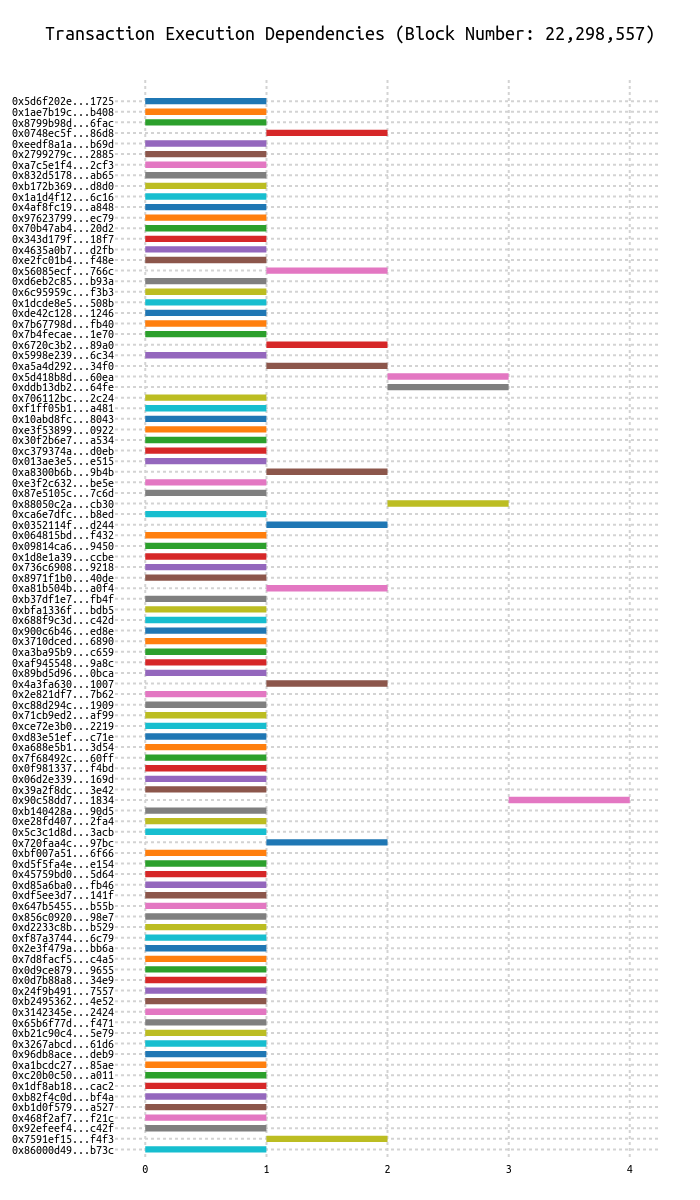 Transaction Execution Dependencies (Block Number: 22,298,557)
0x5d6f202e...1725
0x1ae7b19c...b408
0x8799b98d...6fac
0x0748ec5f...86d8
0xeedf8a1a...b69d
0x2799279c...2885
0xa7c5e1f4...2cf3
0x832d5178...ab65
0xb172b369...d8d0
0x1a1d4f12...6c16
0x4af8fc19...a848
0x97623799...ec79
0x70b47ab4...20d2
0x343d179f...18f7
0x4635a0b7...d2fb
0xe2fc01b4...f48e
0x56085ecf...766c
0xd6eb2c85...b93a
0x6c95959c...f3b3
0x1dcde8e5...508b
0xde42c128...1246
0x7b67798d...fb40
0x7b4fecae...1e70
0x6720c3b2...89a0
0x5998e239...6c34
0xa5a4d292...34f0
0x5d418b8d...60ea
0xddb13db2...64fe
0x706112bc...2c24
0xf1ff05b1...a481
0x10abd8fc...8043
0xe3f53899...0922
0x30f2b6e7...a534
0xc379374a...d0eb
0x013ae3e5...e515
0xa8300b6b...9b4b
0xe3f2c632...be5e
0x87e5105c...7c6d
0x88050c2a...cb30
0xca6e7dfc...b8ed
0x0352114f...d244
0x064815bd...f432
0x09814ca6...9450
0x1d8e1a39...ccbe
0x736c6908...9218
0x8971f1b0...40de
0xa81b504b...a0f4
0xb37df1e7...fb4f
0xbfa1336f...bdb5
0x688f9c3d...c42d
0x900c6b46...ed8e
0x3710dced...6890
0xa3ba95b9...c659
0xaf945548...9a8c
0x89bd5d96...0bca
0x4a3fa630...1007
0x2e821df7...7b62
0xc88d294c...1909
0x71cb9ed2...af99
0xce72e3b0...2219
0xd83e51ef...c71e
0xa688e5b1...3d54
0x7f68492c...60ff
0x0f981337...f4bd
0x06d2e339...169d
0x39a2f8dc...3e42
0x90c58dd7...1834
0xb140428a...90d5
0xe28fd407...2fa4
0x5c3c1d8d...3acb
0x720faa4c...97bc
0xbf007a51...6f66
0xd5f5fa4e...e154
0x45759bd0...5d64
0xd85a6ba0...fb46
0xdf5ee3d7...141f
0x647b5455...b55b
0x856c0920...98e7
0xd2233c8b...b529
0xf87a3744...6c79
0x2e3f479a...bb6a
0x7d8facf5...c4a5
0x0d9ce879...9655
0x0d7b88a8...34e9
0x24f9b491...7557
0xb2495362...4e52
0x3142345e...2424
0x65b6f77d...f471
0xb21c90c4...5e79
0x3267abcd...61d6
0x96db8ace...deb9
0xa1bcdc27...85ae
0xc20b0c50...a011
0x1df8ab18...cac2
0xb82f4c0d...bf4a
0xb1d0f579...a527
0x468f2af7...f21c
0x92efeef4...c42f
0x7591ef15...f4f3
0x86000d49...b73c
0 1 2 3 4